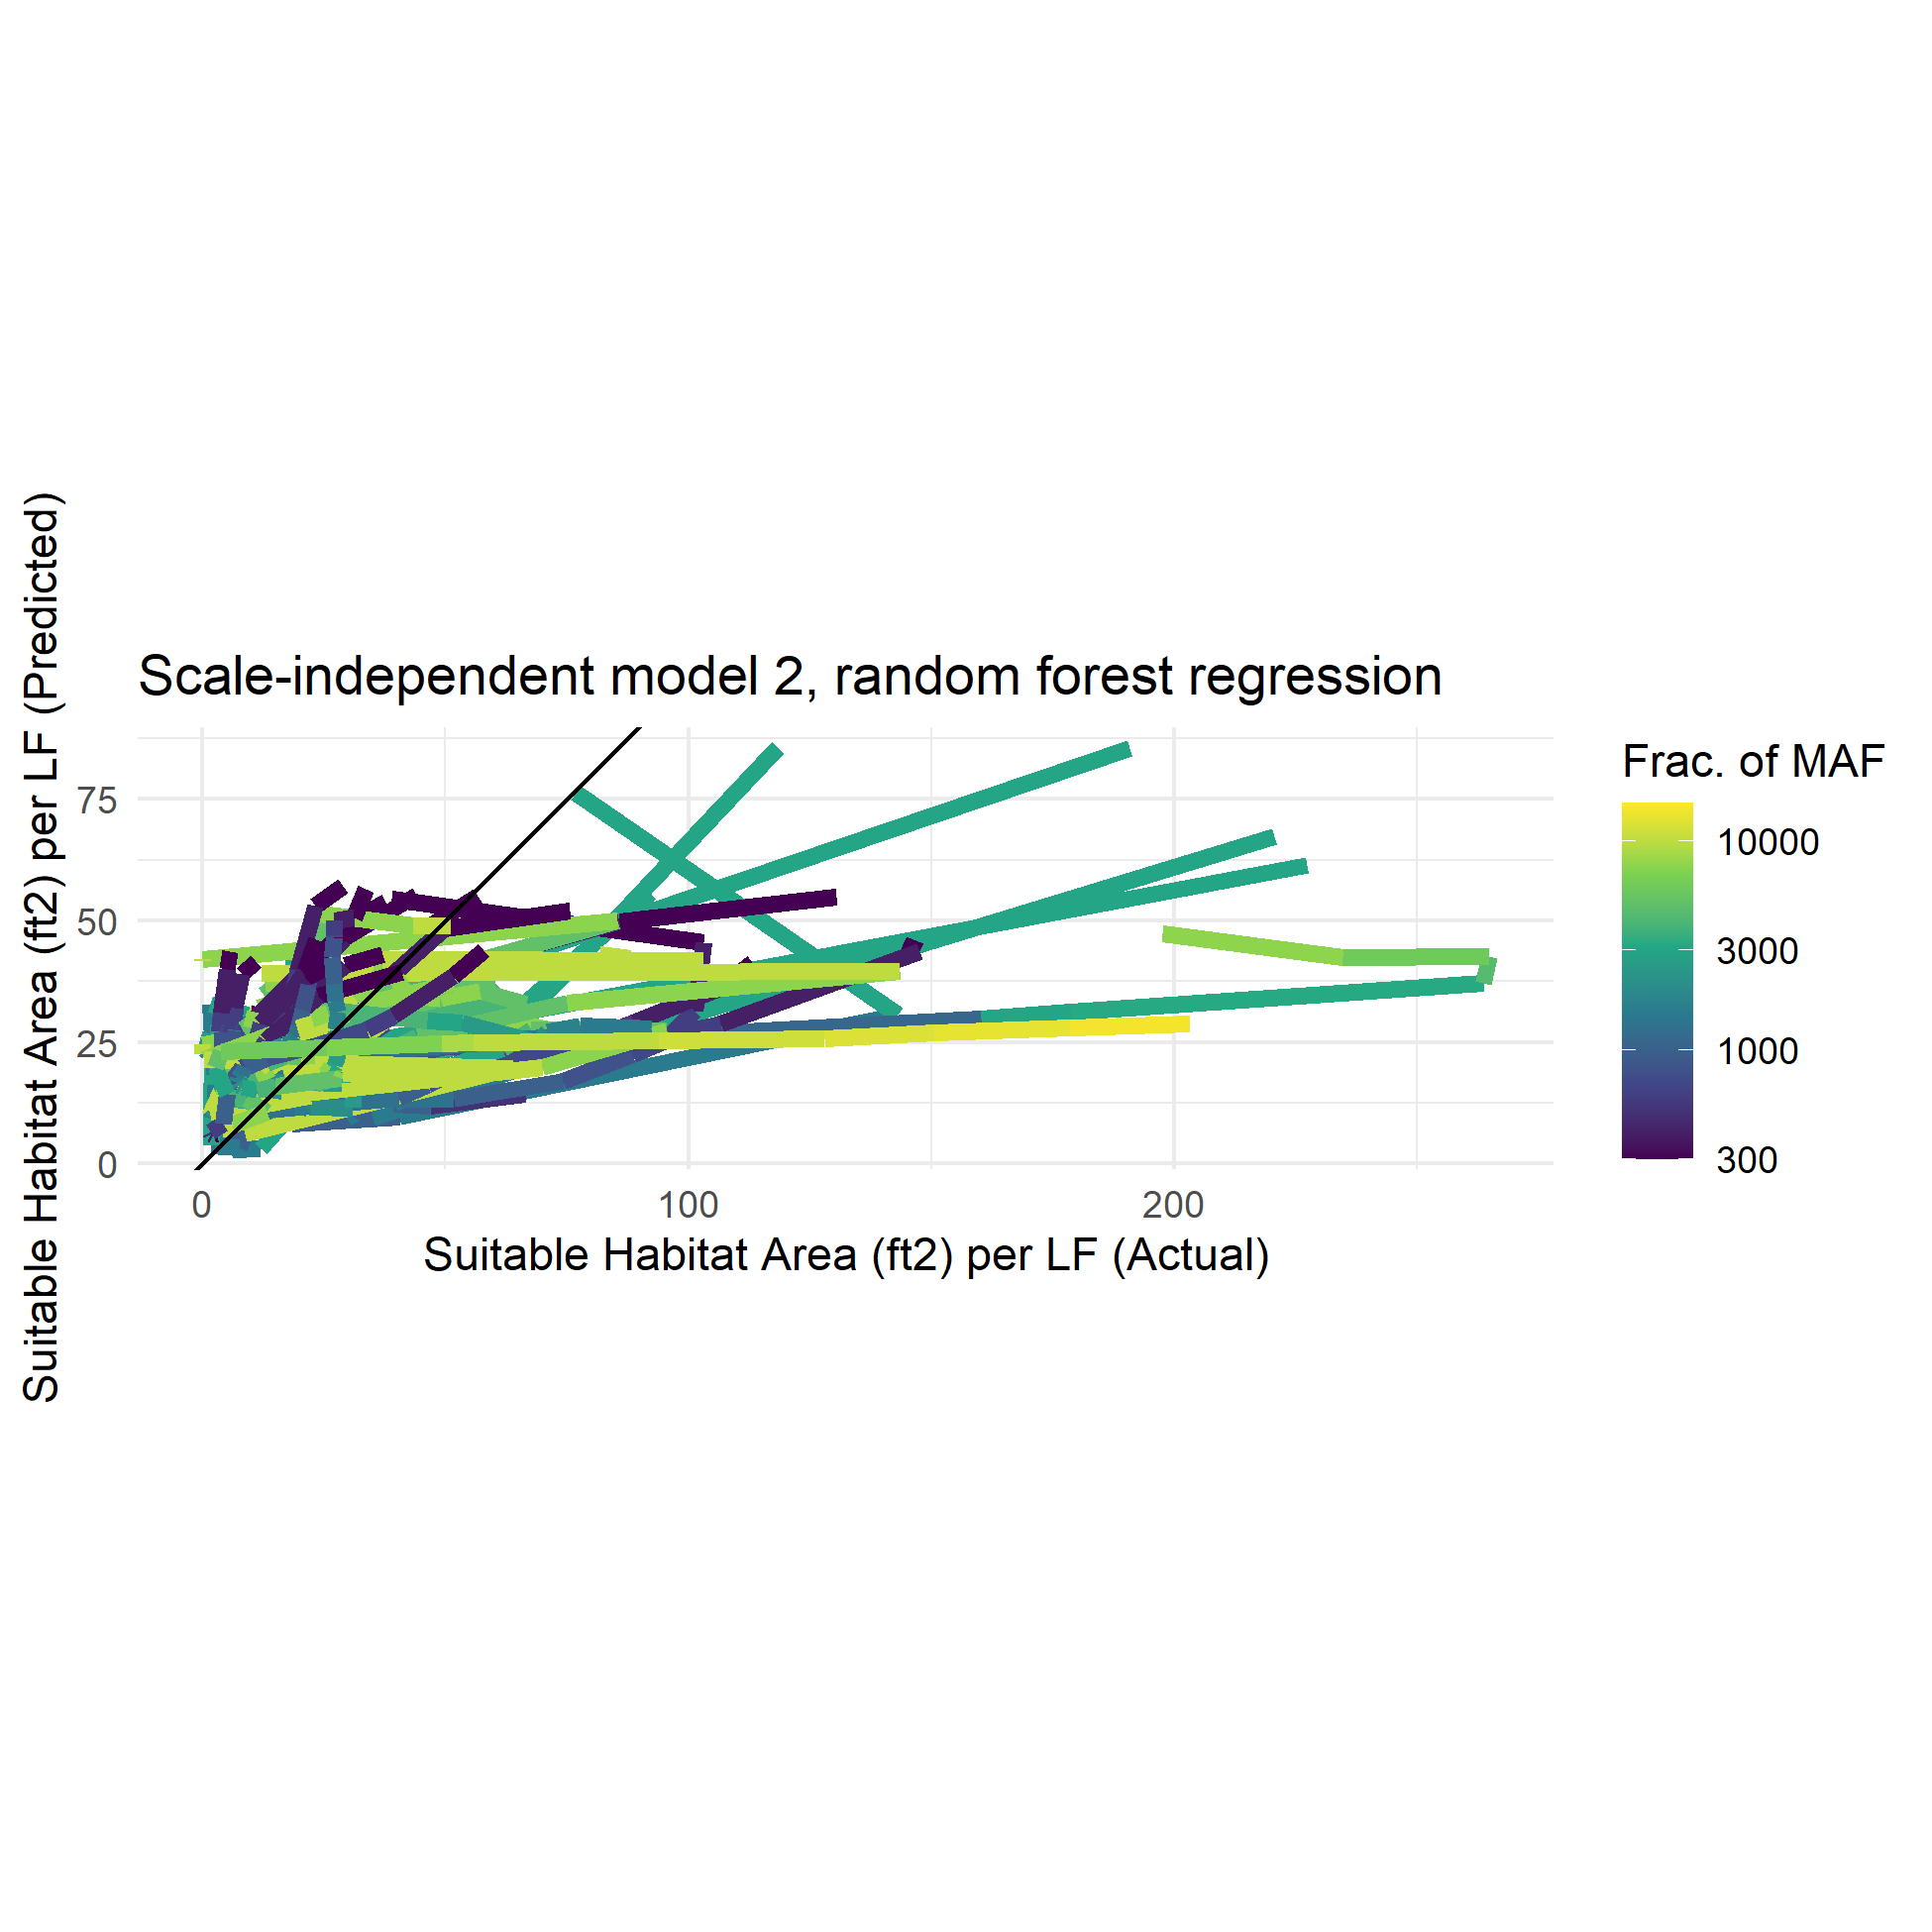 Scale-independent model 2, random forest regression
Suitable Habitat Area (ft2) per LF (Predicted)
75
50
25
0
0 100 200
Suitable Habitat Area (ft2) per LF (Actual)
Frac. of MAF
10000
3000
1000
300